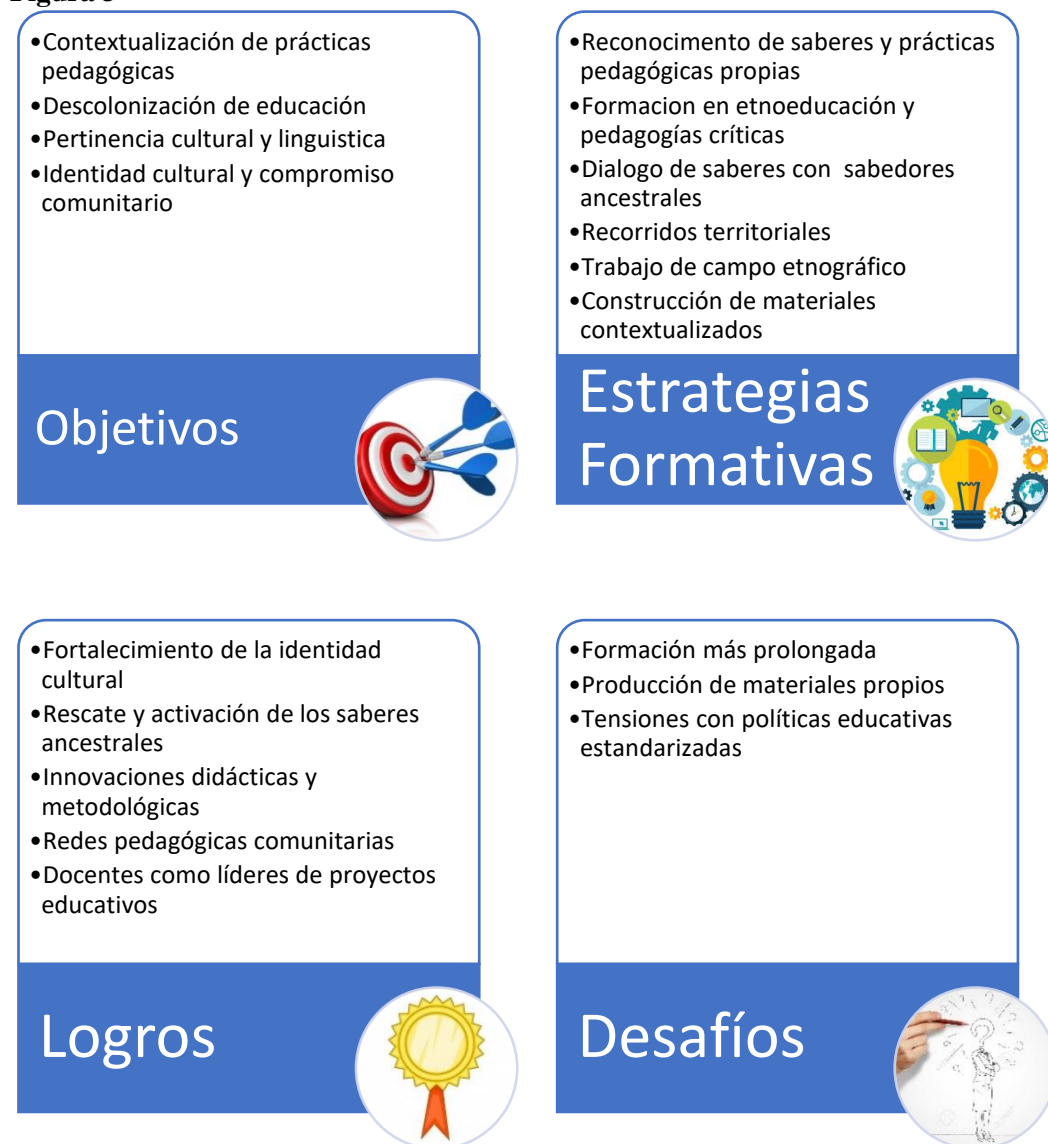 •Contextualización de prácticas
pedagógicas
•Descolonización de educación
•Pertinencia cultural y linguistica
•Identidad cultural y compromiso
comunitario
Objetivos
•Reconocimento de saberes y prácticas
pedagógicas propias
•Formacion en etnoeducación y
pedagogías críticas
•Dialogo de saberes con sabedores
ancestrales
•Recorridos territoriales
•Trabajo de campo etnográfico
•Construcción de materiales
contextualizados
Estrategias
Formativas
•Fortalecimiento de la identidad
cultural
•Rescate y activación de los saberes
ancestrales
•Innovaciones didácticas y
metodológicas
•Redes pedagógicas comunitarias
•Docentes como líderes de proyectos
educativos
Logros
•Formación más prolongada
•Producción de materiales propios
•Tensiones con políticas educativas
estandarizadas
Desafíos